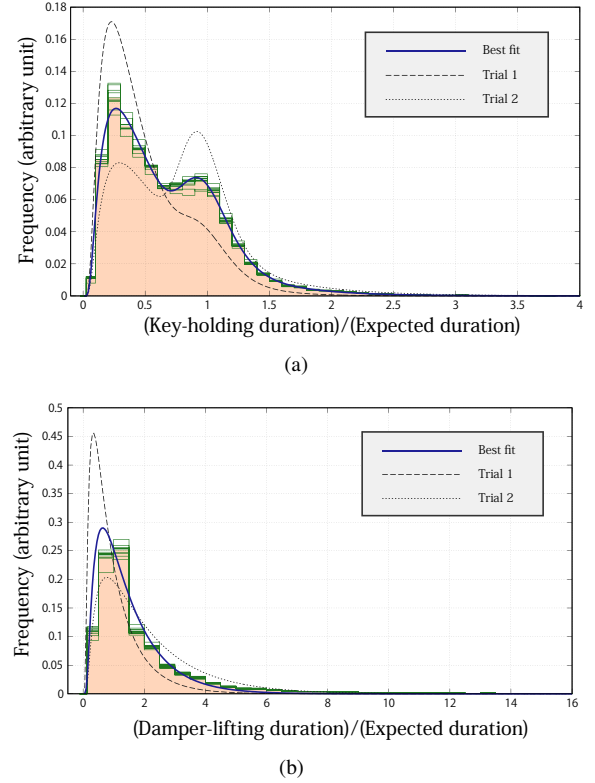 0.18
0.16
0.14
0.12
0.1
0.08
0.06
0.04
0.02
0
Frequency (arbitrary unit)
Best fit
Trial 1
Trial 2
0 0.5 1 1.5 2 2.5 3 3.5 4
(Key-holding duration)/(Expected duration)
(a)
0.5
0.45
0.4
0.35
0.3
0.25
0.2
0.15
0.1
0.05
0
Frequency (arbitrary unit)
Best fit
Trial 1
Trial 2
0 2 4 6 8 10 12 14 16
(Damper-lifting duration)/(Expected duration)
(b)